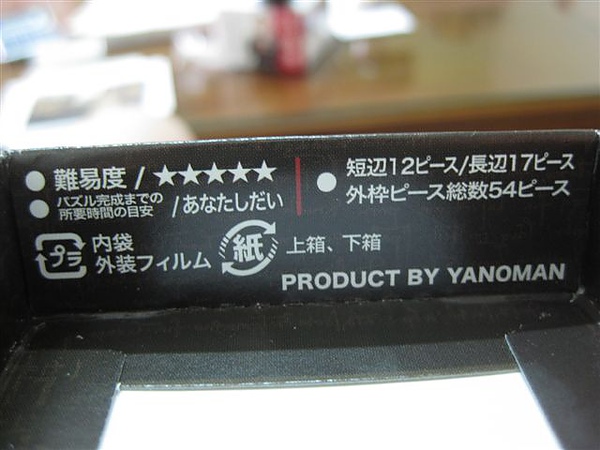 ●難易度/★★★★★
●パズル完成までの
所要時間の目安/あなたしだい
●短辺12ピース/長辺17ピース
外枠ピース総数54ピース
プラ 内袋
外装フィルム
紙 上箱、下箱
PRODUCT BY YANOMAN